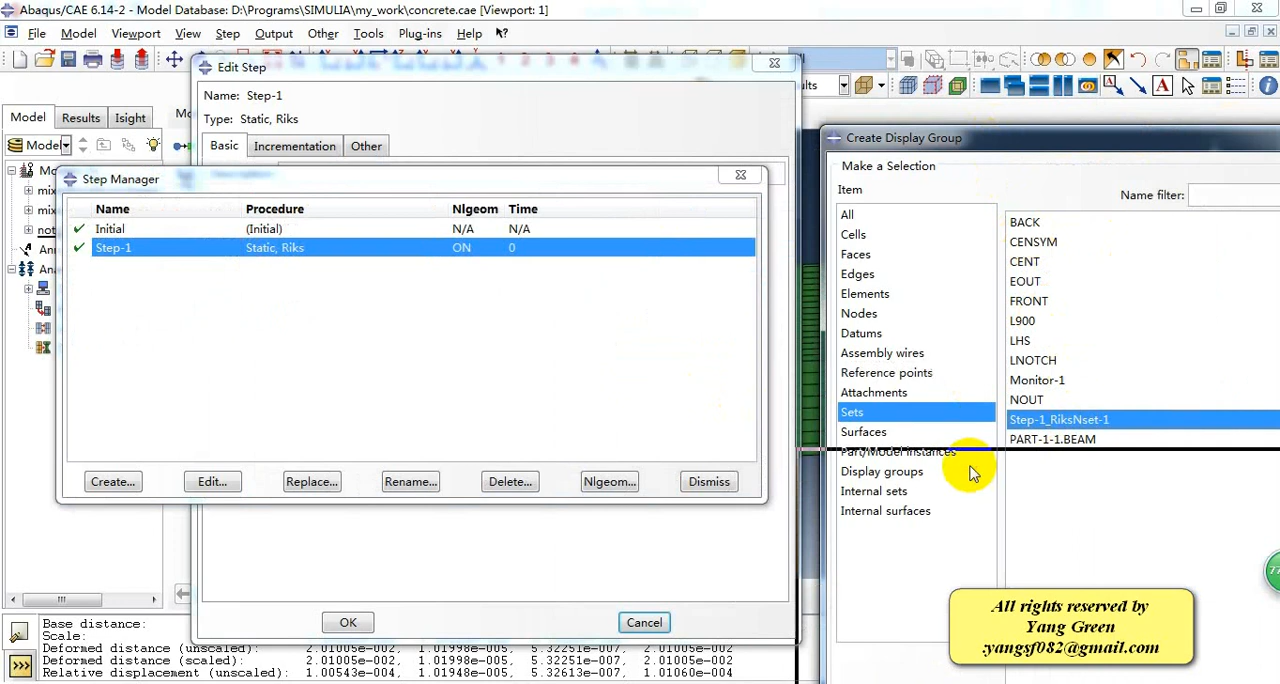 Abaqus/CAE 6.14-2 - Model Database: D:\Programs\SIMULIA\my_work\concrete.cae [Viewport: 1]
File Model Viewport View Step Output Other Tools Plug-ins Help
Edit Step
Name: Step-1
Type: Static, Riks
Basic Incrementation Other
Model Results Isight
Model
Step Manager
Name Procedure Nlgeom Time
Initial (Initial) N/A N/A
Step-1 Static, Riks ON 0
Create... Edit... Replace... Rename... Delete... Nlgeom... Dismiss
OK Cancel
Create Display Group
Make a Selection
Item
Name filter:
All
Cells
Faces
Edges
Elements
Nodes
Datums
Assembly wires
Reference points
Attachments
Sets
Surfaces
Part/Model instances
Display groups
Internal sets
Internal surfaces
BACK
CENSYM
CENT
EOUT
FRONT
L900
LHS
LNOTCH
Monitor-1
NOUT
Step-1_RiksNset-1
PART-1-1.BEAM
All rights reserved by
Yang Green
:yangsf082@gmail.com
Base distance:
Scale:
Deformed distance (unscaled): 2.01005e-002, 1.01998e-005, 5.32251e-007, 2.01005e-002
Deformed distance (scaled): 2.01005e-002, 1.01948e-005, 5.32251e-007, 2.01005e-002
Relative displacement (unscaled): 1.00543e-004, 1.01998e-005, 5.32613e-007, 1.01060e-004